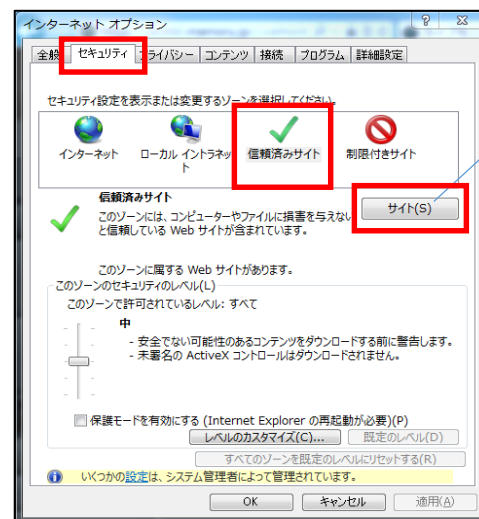 インターネット オプション
全般 セキュリティ プライバシー コンテンツ 接続 プログラム 詳細設定
セキュリティ設定を表示または変更するゾーンを選択してください。
インターネット ローカル イントラネット 信頼済みサイト 制限付きサイト
信頼済みサイト
サイト(S)
このゾーンには、コンピューターやファイルに損害を与えない
と信頼している Web サイトが含まれています。
このゾーンに属する Web サイトがあります。
このゾーンのセキュリティのレベル(L)
このゾーンで許可されているレベル: すべて
中
- 安全でない可能性のあるコンテンツをダウンロードする前に警告します。
- 未署名の ActiveX コントロールはダウンロードされません。
保護モードを有効にする (Internet Explorer の再起動が必要)(P)
レベルのカスタマイズ(C)... 既定のレベル(D)
すべてのゾーンを既定のレベルにリセットする(R)
いくつかの設定は、システム管理者によって管理されています。
OK キャンセル 適用(A)